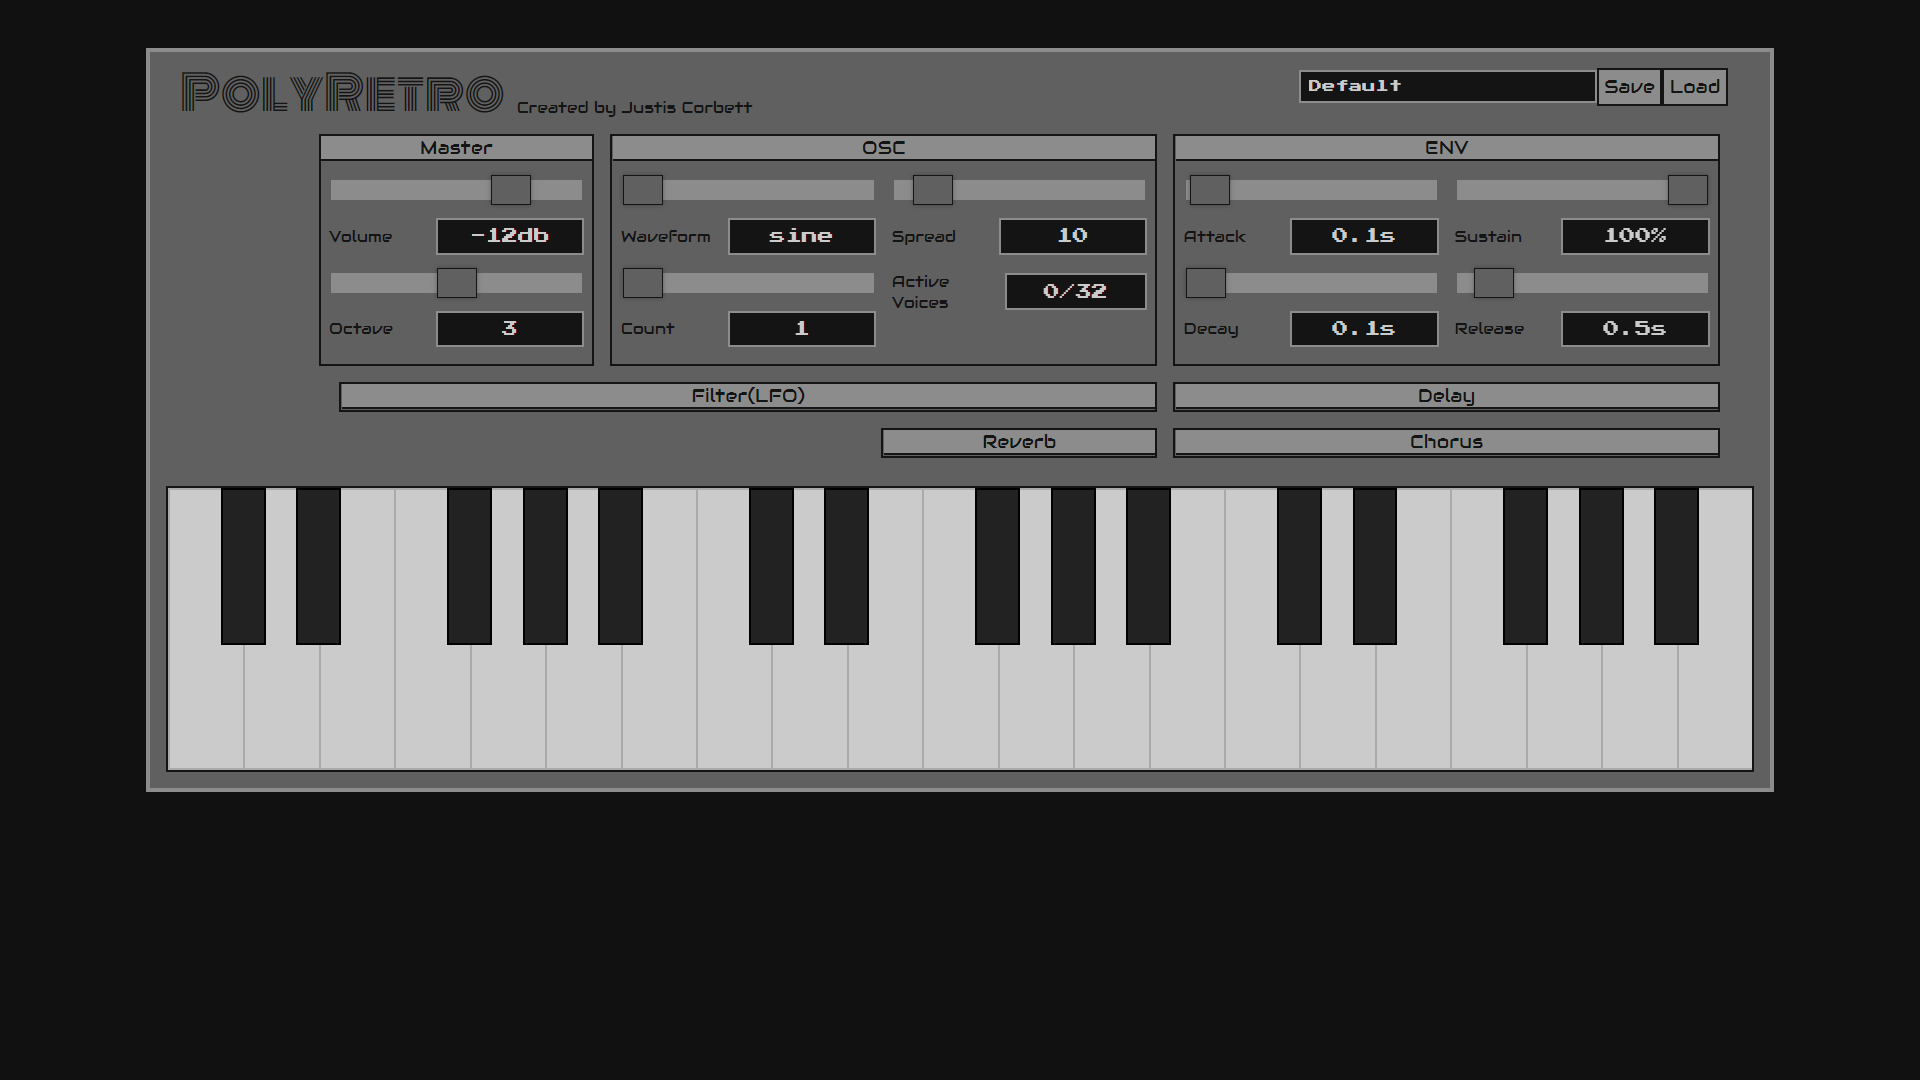 PolyRetro Created by Justis Corbett
Default Save Load
Master OSC ENV
Volume -12db Waveform sine Spread 10 Attack 0.1s Sustain 100%
Active
Voices 0/32
Octave 3 Count 1 Decay 0.1s Release 0.5s
Filter(LFO) Delay
Reverb Chorus